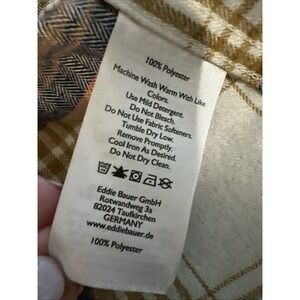 100% Polyester
Machine Wash Warm With Like
Colors.
Use Mild Detergent.
Do Not Bleach.
Do Not Use Fabric Softeners.
Tumble Dry Low.
Remove Promptly.
Cool Iron As Desired.
Do Not Dry Clean.
Eddie Bauer GmbH
Rotwandweg 3a
82024 Taufkirchen
GERMANY
www.eddiebauer.de
100% Polyester